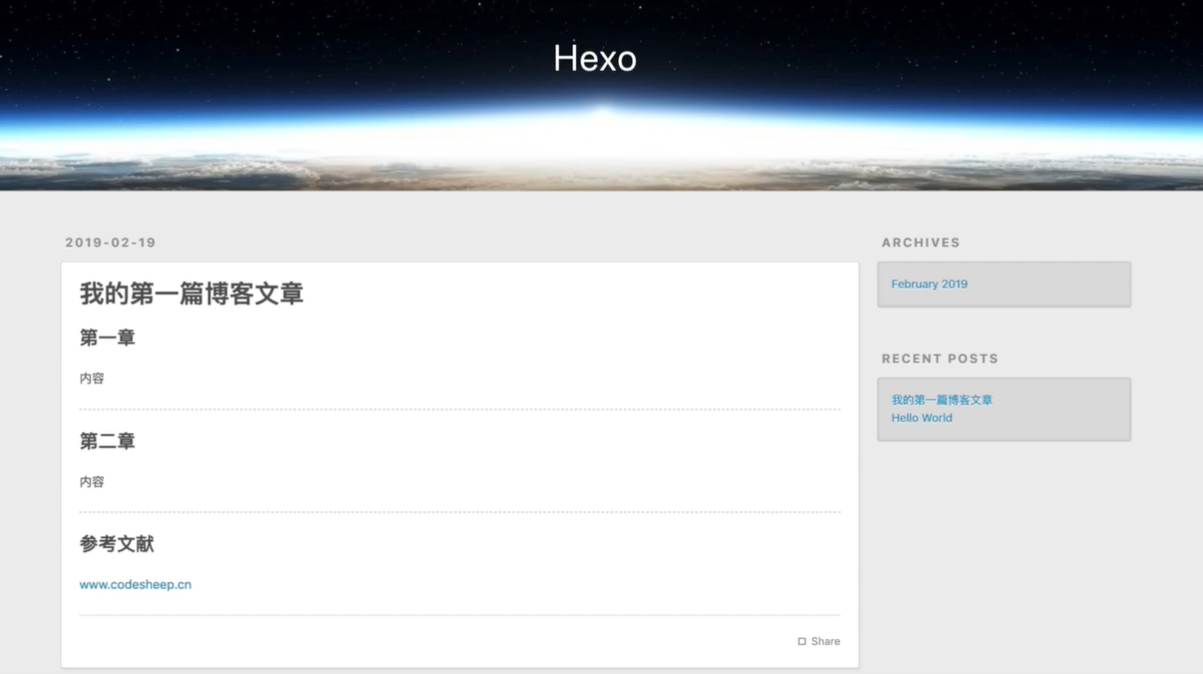 Hexo
2019-02-19
我的第一篇博客文章
第一章
内容
第二章
内容
参考文献
www.codesheep.cn
Share
ARCHIVES
February 2019
RECENT POSTS
我的第一篇博客文章
Hello World